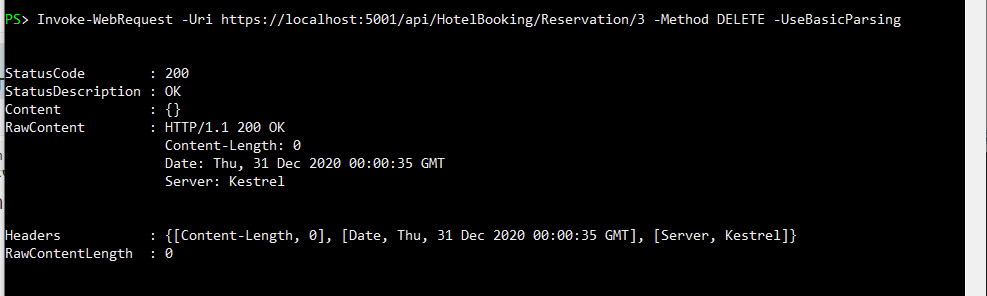 PS> Invoke-WebRequest -Uri https://localhost:5001/api/HotelBooking/Reservation/3 -Method DELETE -UseBasicParsing
StatusCode        : 200
StatusDescription : OK
Content           : {}
RawContent        : HTTP/1.1 200 OK
                    Content-Length: 0
                    Date: Thu, 31 Dec 2020 00:00:35 GMT
                    Server: Kestrel
Headers           : {[Content-Length, 0], [Date, Thu, 31 Dec 2020 00:00:35 GMT], [Server, Kestrel]}
RawContentLength  : 0